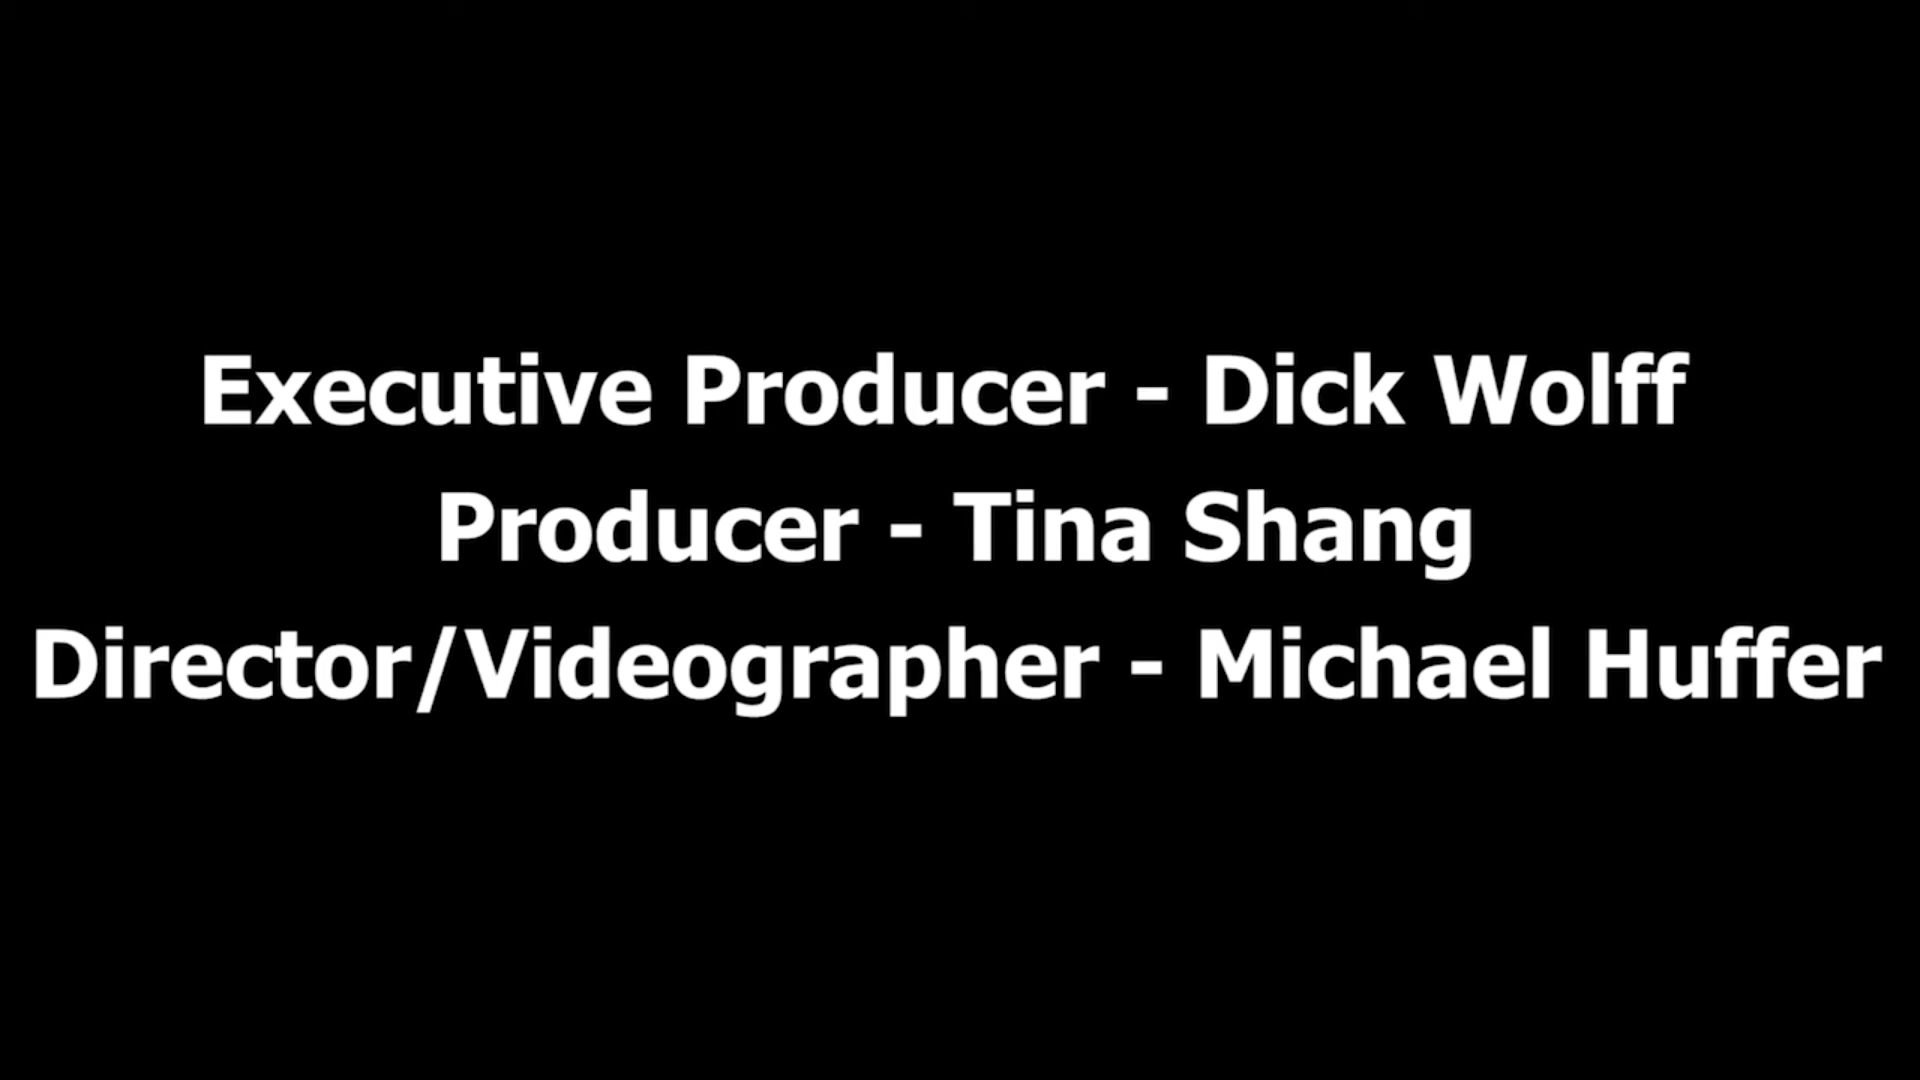 Executive Producer - Dick Wolff
Producer - Tina Shang
Director/Videographer - Michael Huffer